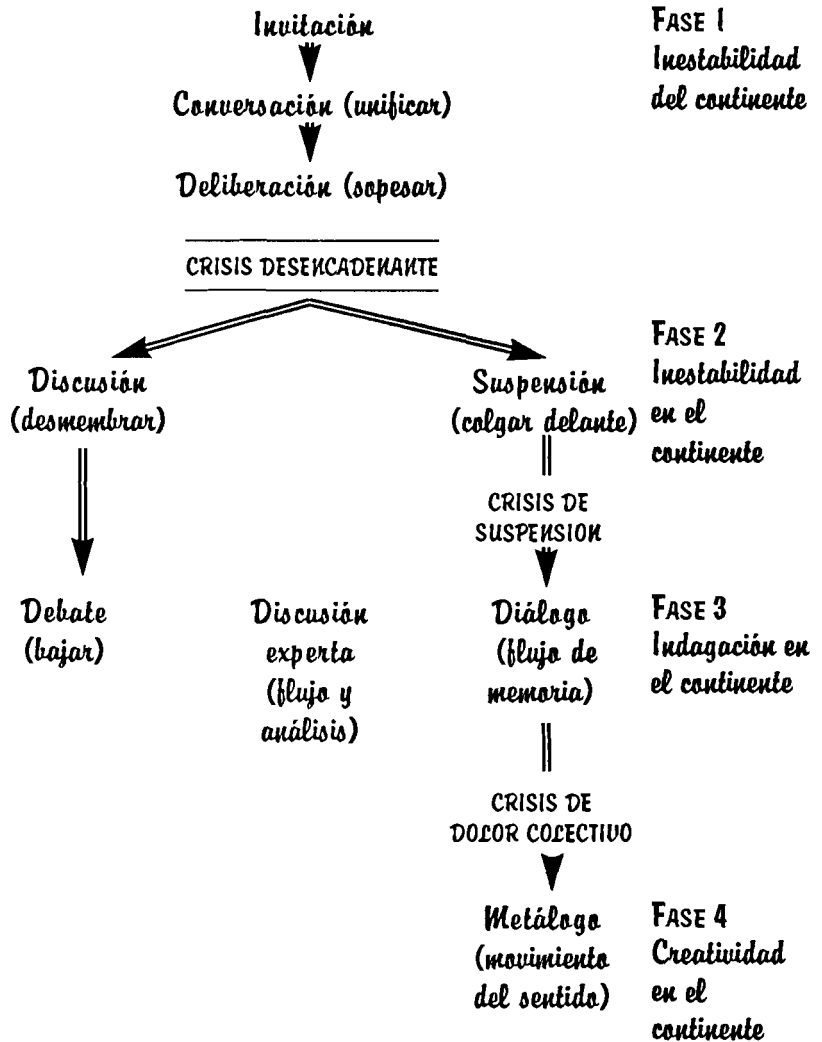 Invitación
Conversación (unificar)
Deliberación (sopesar)
FASE 1
Inestabilidad
del continente
CRISIS DESENCADENANTE
Discusión
(desmembrar)
Suspensión
(colgar delante)
FASE 2
Inestabilidad
en el
continente
CRISIS DE
SUSPENSION
Debate
(bajar)
Discusión
experta
(flujo y
análisis)
Diálogo
(flujo de
memoria)
FASE 3
Indagación en
el continente
CRISIS DE
DOLOR COLECTIVO
Metálogo
(movimiento
del sentido)
FASE 4
Creatividad
en el
continente